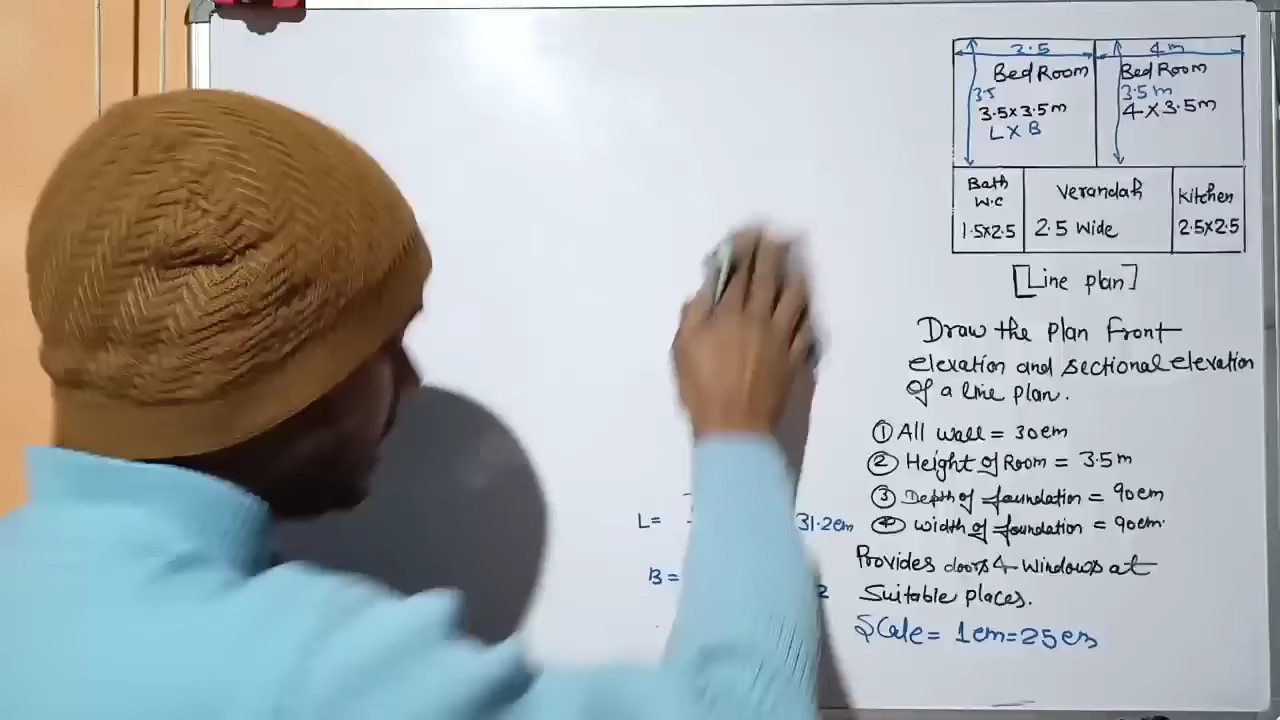 2.5
4m
Bed Room
3.5
3.5x3.5m
L X B
Bed Room
3.5m
4 X 3.5m
Bath
W.C
1.5x2.5
Verandah
2.5 Wide
Kitchen
2.5x2.5
[Line plan]
Draw the plan Front
elevation and sectional elevation
of a line plan.
① All wall = 30cm
② Height of Room = 3.5m
③ Depth of foundation = 90cm
④ Width of foundation = 90cm.
Provides doors & windows at
Suitable places.
Scale = 1cm=25cm
L= 31.2cm
B= 2